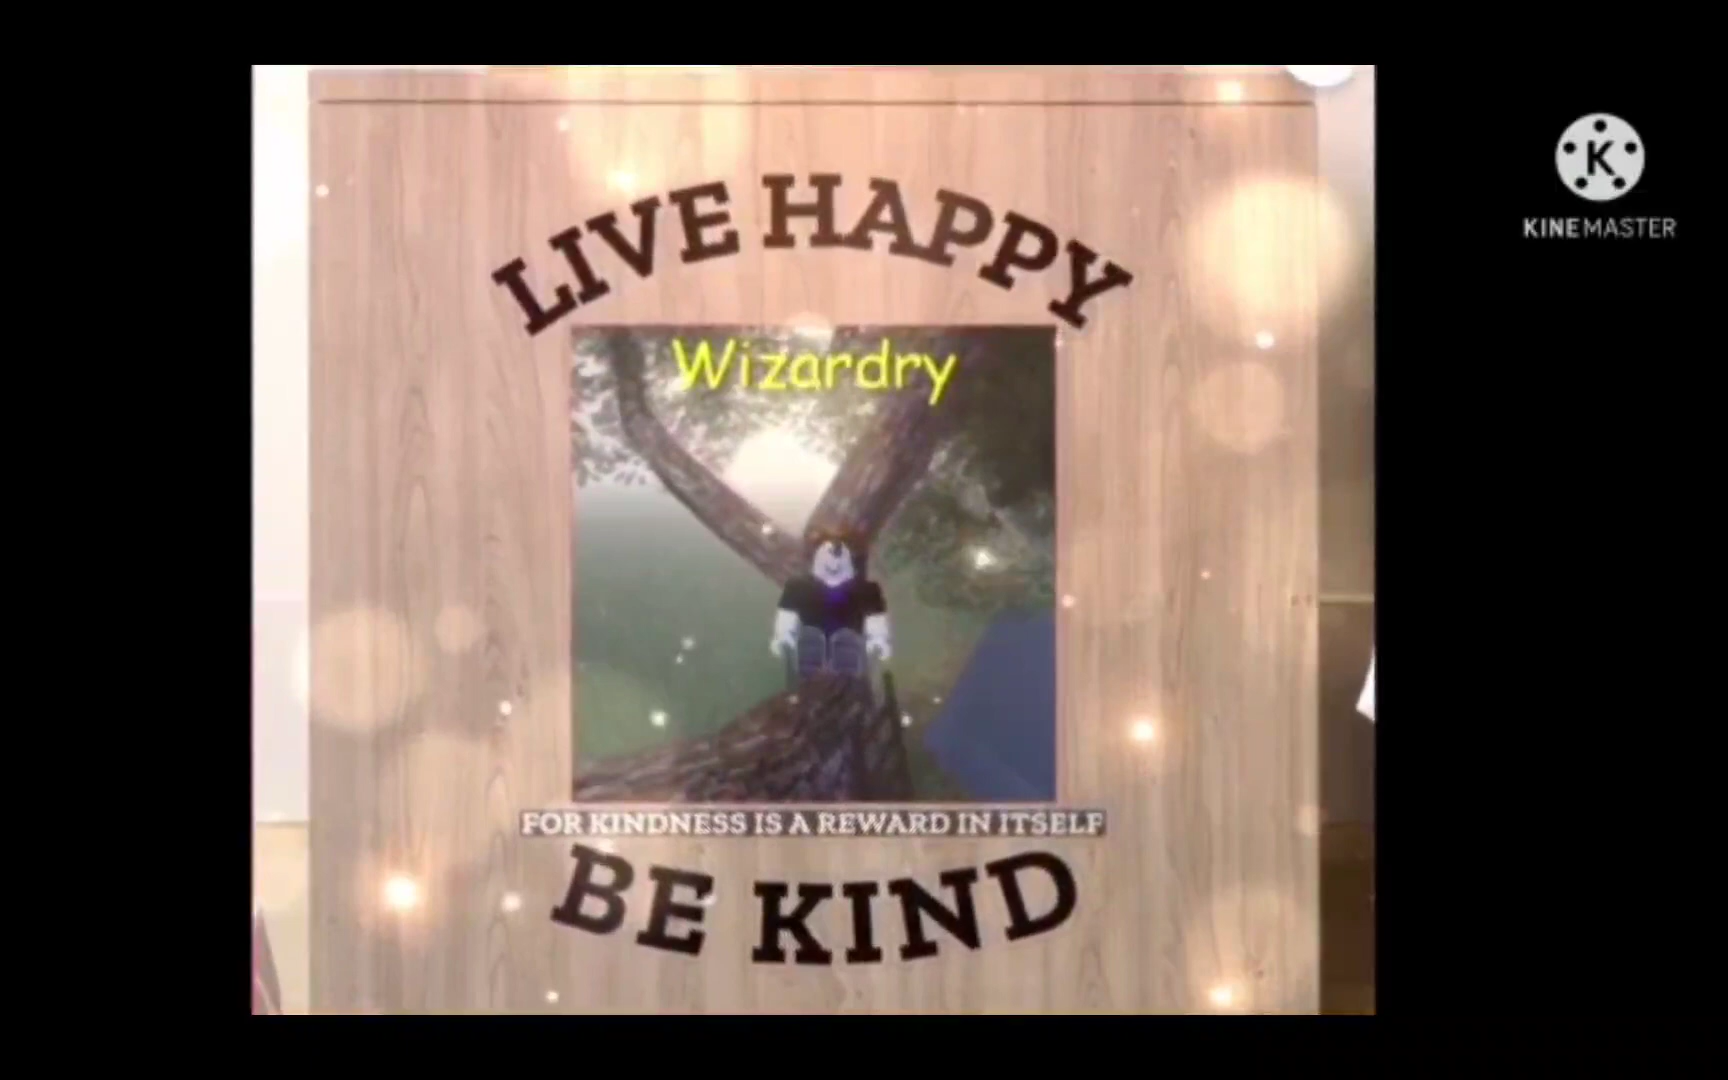 LIVE HAPPY
Wizardry
FOR KINDNESS IS A REWARD IN ITSELF
BE KIND
K
KINEMASTER